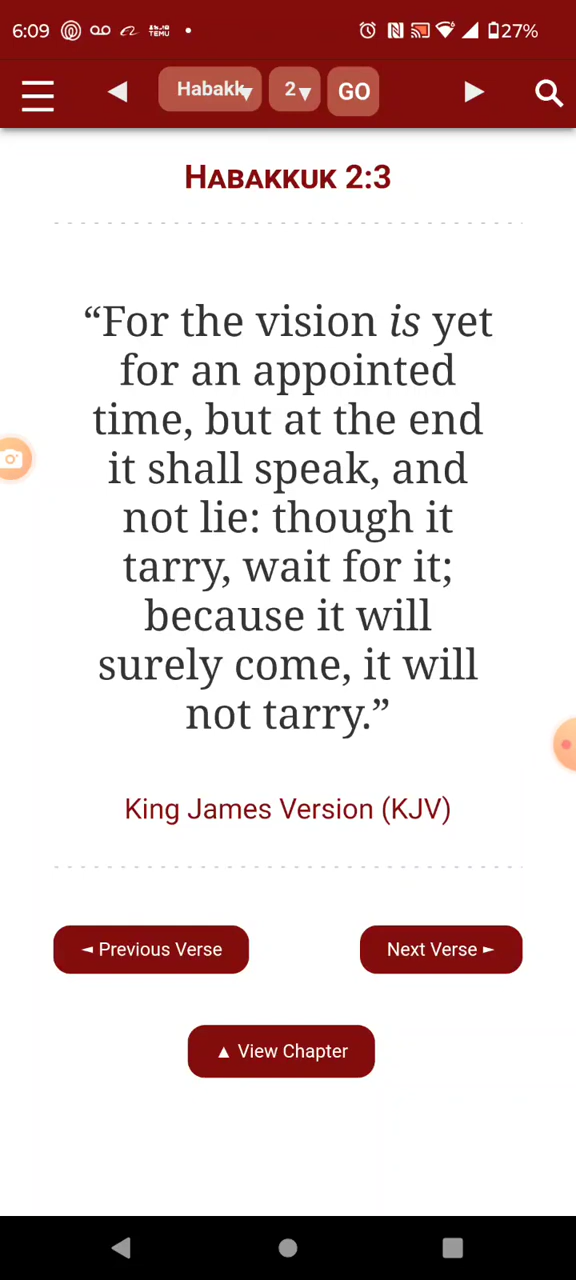 6:09 TEMU 27%
Habakk 2 GO
HABAKKUK 2:3
“For the vision is yet
for an appointed
time, but at the end
it shall speak, and
not lie: though it
tarry, wait for it;
because it will
surely come, it will
not tarry.”
King James Version (KJV)
◄ Previous Verse Next Verse ►
▲ View Chapter